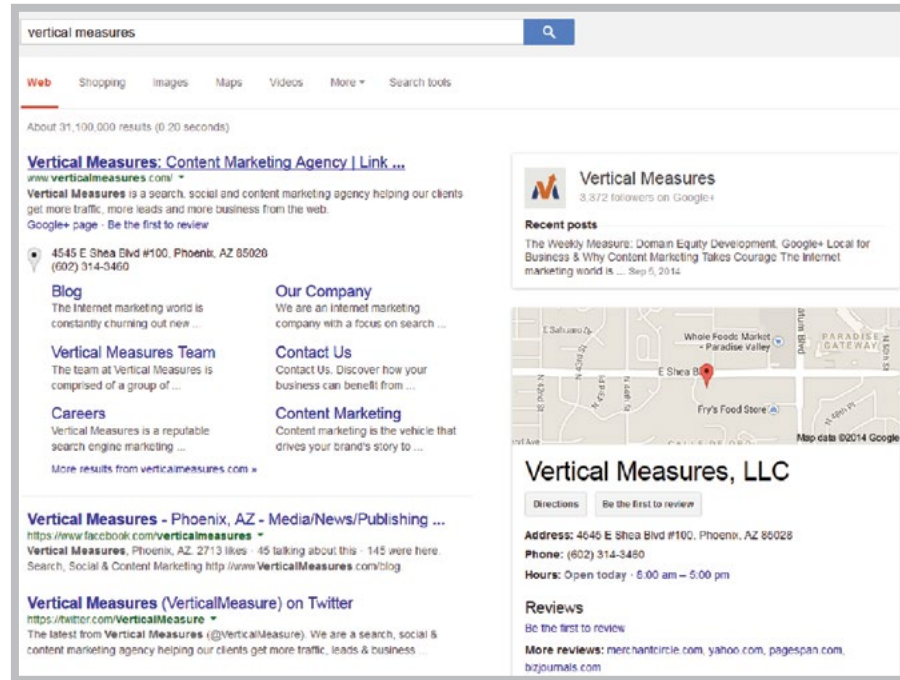 vertical measures
Web Shopping Images Maps Videos More Search tools
About 31,100,000 results (0.20 seconds)
Vertical Measures: Content Marketing Agency | Link ...
www.verticalmeasures.com/
Vertical Measures is a search, social and content marketing agency helping our clients
get more traffic, more leads and more business from the web.
Google+ page · Be the first to review
4545 E Shea Blvd #100, Phoenix, AZ 85028
(602) 314-3460
Blog
The Internet marketing world is
constantly churning out new ...
Our Company
We are an internet marketing
company with a focus on search ...
Vertical Measures Team
The team at Vertical Measures is
comprised of a group of ...
Contact Us
Contact Us. Discover how your
business can benefit from ...
Careers
Vertical Measures is a reputable
search engine marketing ...
Content Marketing
Content marketing is the vehicle that
drives your brand's story to ...
More results from verticalmeasures.com »
Vertical Measures - Phoenix, AZ - Media/News/Publishing ...
https://www.facebook.com/verticalmeasures
Vertical Measures, Phoenix, AZ. 2713 likes · 45 talking about this · 145 were here.
Search, Social & Content Marketing http://www.VerticalMeasures.com/blog
Vertical Measures (VerticalMeasure) on Twitter
https://twitter.com/VerticalMeasure
The latest from Vertical Measures (@VerticalMeasure). We are a search, social &
content marketing agency helping our clients get more traffic, leads & business ...
Vertical Measures
3,372 followers on Google+
Recent posts
The Weekly Measure: Domain Equity Development, Google+ Local for
Business & Why Content Marketing Takes Courage The Internet
marketing world is ... Sep 5, 2014
E Sahuaro Dr
Whole Foods Market
- Paradise Valley
PARADISE
GATEWAY
N 42nd St
N 43rd Pl
N 44th St
E Shea B
Fry's Food Store
N 48th Pl
Map data ©2014 Google
Vertical Measures, LLC
Directions Be the first to review
Address: 4545 E Shea Blvd #100, Phoenix, AZ 85028
Phone: (602) 314-3460
Hours: Open today · 8:00 am – 5:00 pm
Reviews
Be the first to review
More reviews: merchantcircle.com, yahoo.com, pagespan.com,
bizjournals.com